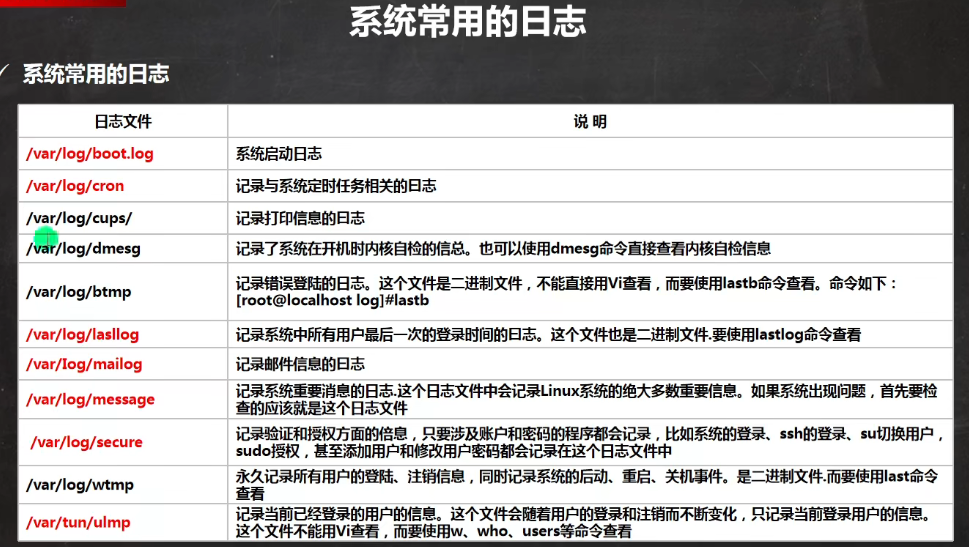 系统常用的日志
✓ 系统常用的日志
日志文件 说 明
/var/log/boot.log 系统启动日志
/var/log/cron 记录与系统定时任务相关的曰志
/var/log/cups/ 记录打印信息的曰志
/var/log/dmesg 记录了系统在开机时内核自检的信总。也可以使用dmesg命令直接查看内核自检信息
/var/log/btmp 记录错误登陆的日志。这个文件是二进制文件，不能直接用Vi查看，而要使用lastb命令查看。命令如下：
[root@localhost log]#lastb
/var/log/lasllog 记录系统中所有用户最后一次的登录时间的曰志。这个文件也是二进制文件.要使用lastlog命令查看
/var/Iog/mailog 记录邮件信息的曰志
/var/log/message 记录系统重要消息的日志.这个日志文件中会记录Linux系统的绝大多数重要信息。如果系统出现问题，首先要检
查的应该就是这个日志文件
/var/log/secure 记录验证和授权方面的倍息，只要涉及账户和密码的程序都会记录，比如系统的登录、ssh的登录、su切换用户，
sudo授权，甚至添加用户和修改用户密码都会记录在这个日志文件中
/var/log/wtmp 永久记录所有用户的登陆、注销信息，同时记录系统的后动、重启、关机事件。是二进制文件.而要使用last命令
查看
/var/tun/ulmp 记录当前已经登录的用户的信息。这个文件会随着用户的登录和注销而不断变化，只记录当前登录用户的信息。
这个文件不能用Vi查看，而要使用w、who、users等命令查看